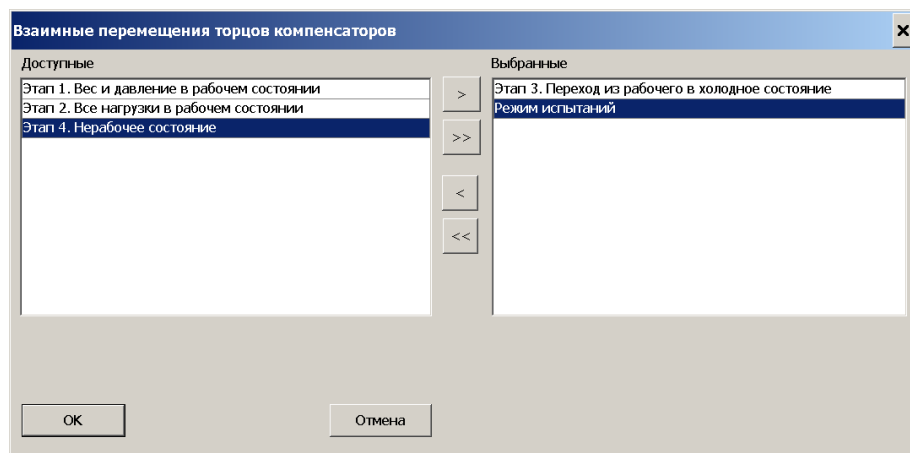 Взаимные перемещения торцов компенсаторов
Доступные
Выбранные
Этап 1. Вес и давление в рабочем состоянии
Этап 2. Все нагрузки в рабочем состоянии
Этап 4. Нерабочее состояние
>
>>
<
<<
Этап 3. Переход из рабочего в холодное состояние
Режим испытаний
OK
Отмена